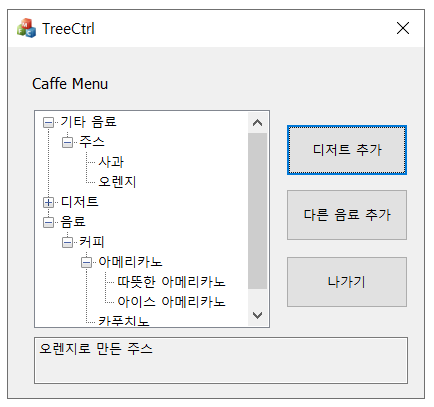 TreeCtrl
Caffe Menu
기타 음료
주스
사과
오렌지
디저트
음료
커피
아메리카노
따뜻한 아메리카노
아이스 아메리카노
카푸치노
디저트 추가
다른 음료 추가
나가기
오렌지로 만든 주스